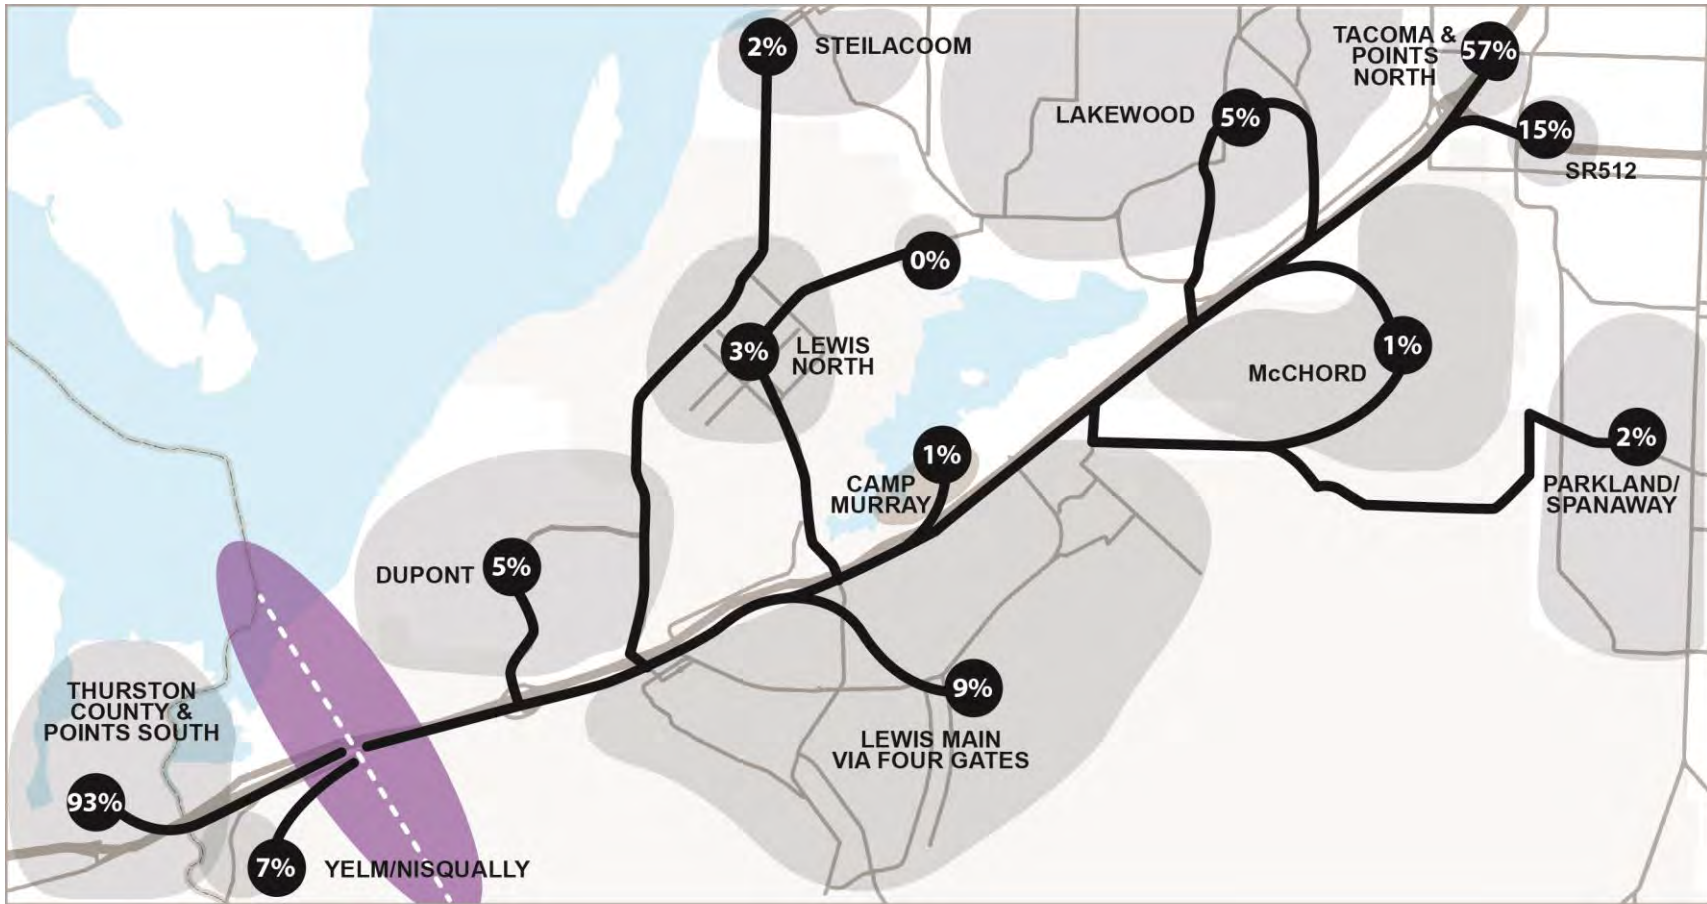 2%
STEILACOOM
TACOMA &
POINTS
NORTH
57%
LAKEWOOD
5%
15%
SR512
0%
3%
LEWIS
NORTH
1%
McCHORD
1%
CAMP
MURRAY
2%
PARKLAND/
SPANAWAY
DUPONT
5%
9%
LEWIS MAIN
VIA FOUR GATES
THURSTON
COUNTY &
POINTS SOUTH
93%
7%
YELM/NISQUALLY